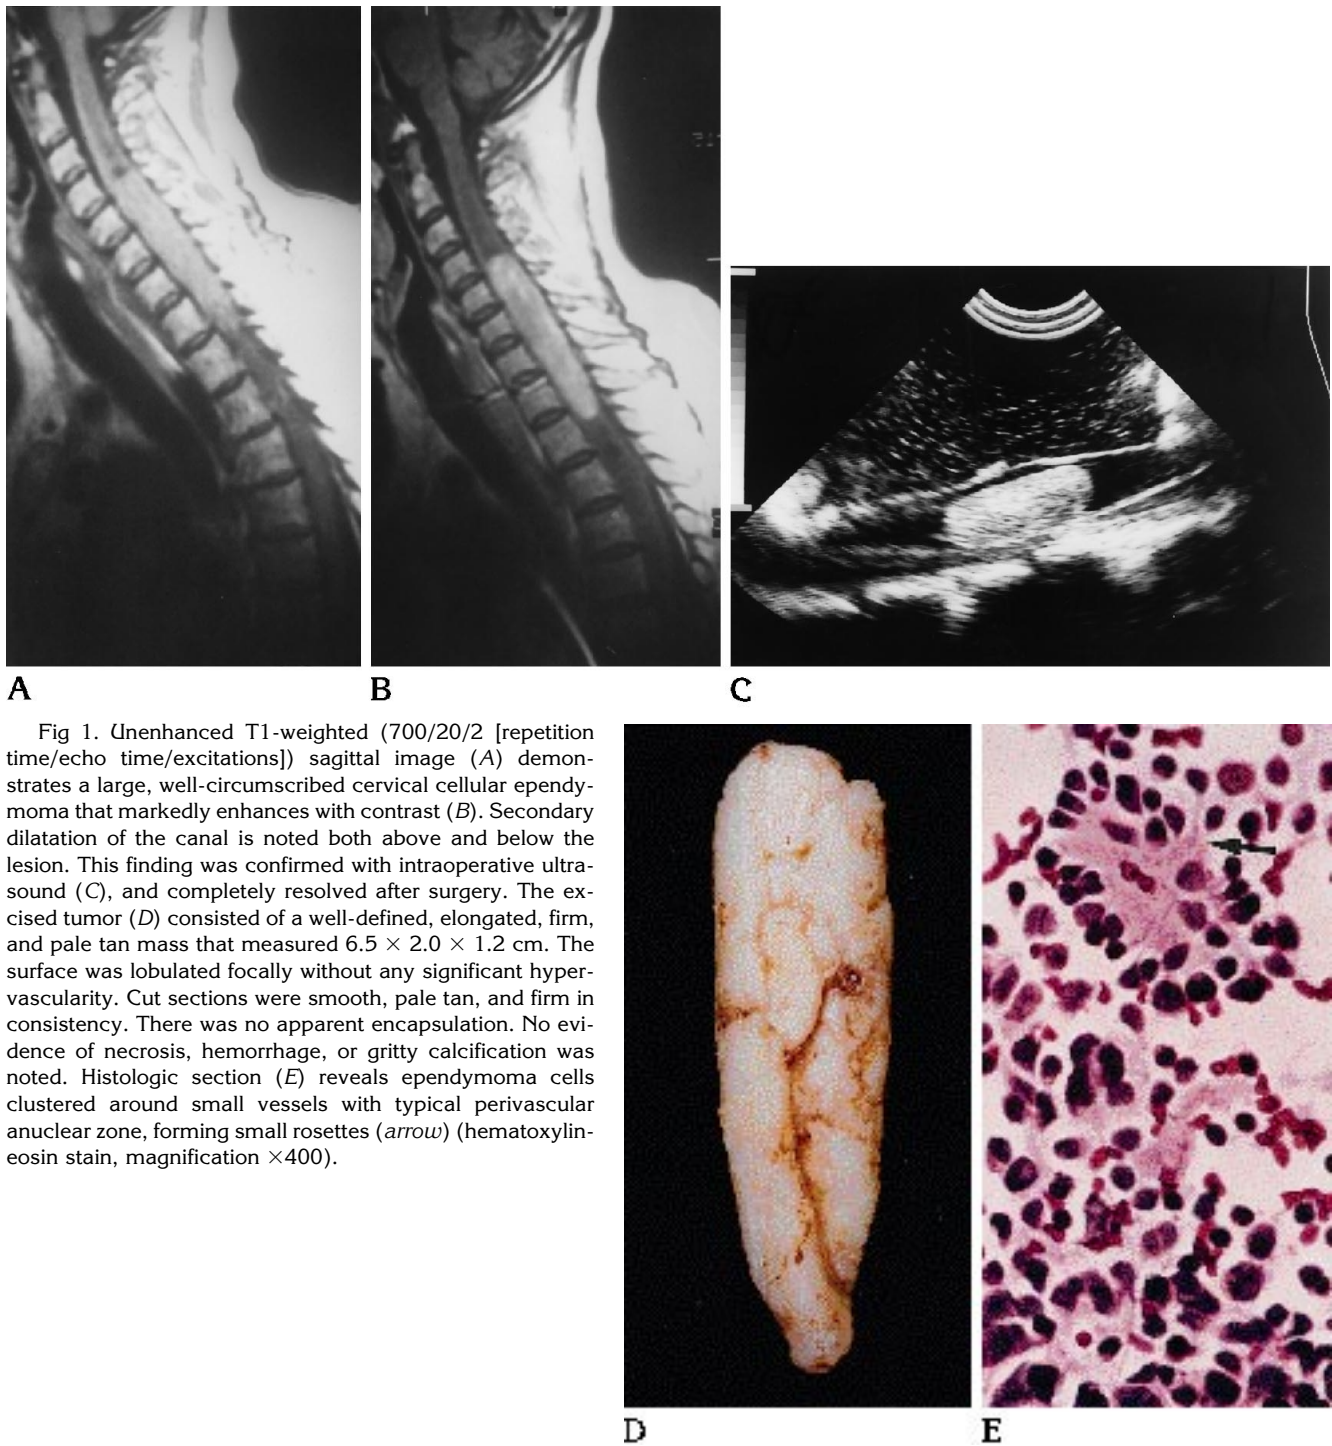 A
B
C
Fig 1. Unenhanced T1-weighted (700/20/2 [repetition
time/echo time/excitations]) sagittal image (A) demon-
strates a large, well-circumscribed cervical cellular ependy-
moma that markedly enhances with contrast (B). Secondary
dilatation of the canal is noted both above and below the
lesion. This finding was confirmed with intraoperative ultra-
sound (C), and completely resolved after surgery. The ex-
cised tumor (D) consisted of a well-defined, elongated, firm,
and pale tan mass that measured 6.5 × 2.0 × 1.2 cm. The
surface was lobulated focally without any significant hyper-
vascularity. Cut sections were smooth, pale tan, and firm in
consistency. There was no apparent encapsulation. No evi-
dence of necrosis, hemorrhage, or gritty calcification was
noted. Histologic section (E) reveals ependymoma cells
clustered around small vessels with typical perivascular
anuclear zone, forming small rosettes (arrow) (hematoxylin-
eosin stain, magnification ×400).
D
E